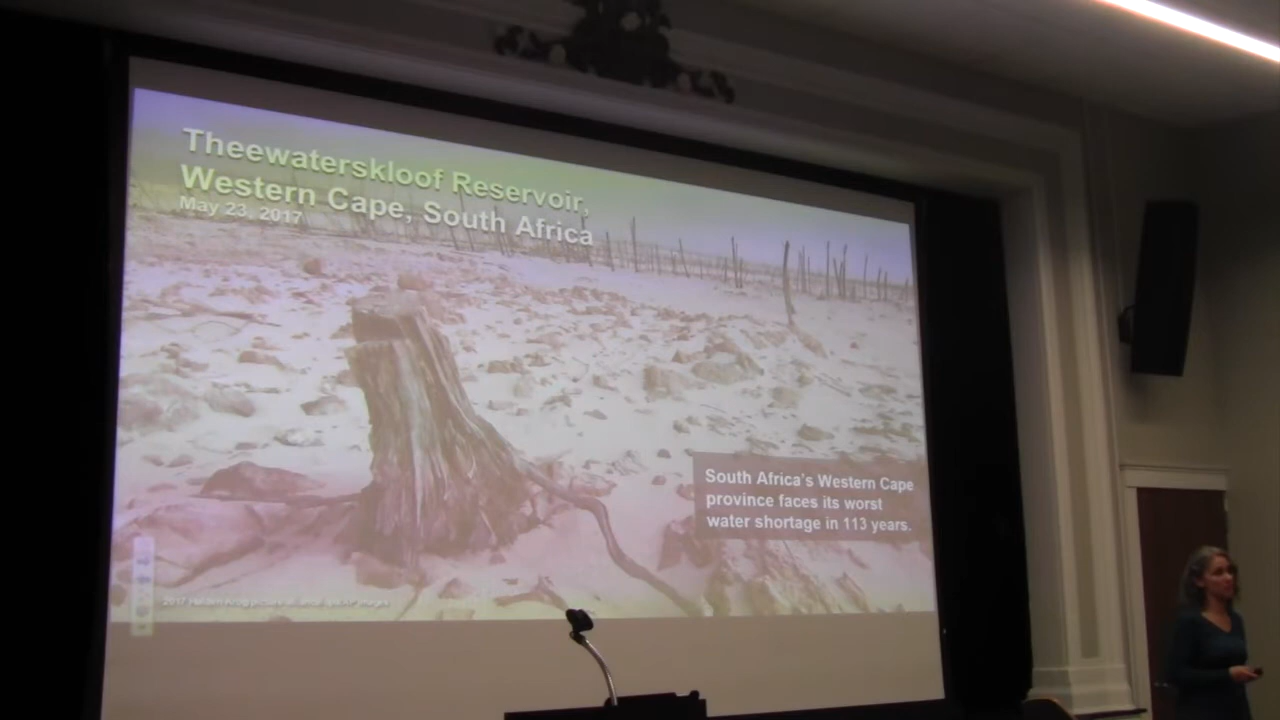 Theewaterskloof Reservoir,
Western Cape, South Africa
May 23, 2017
South Africa's Western Cape
province faces its worst
water shortage in 113 years.
2017